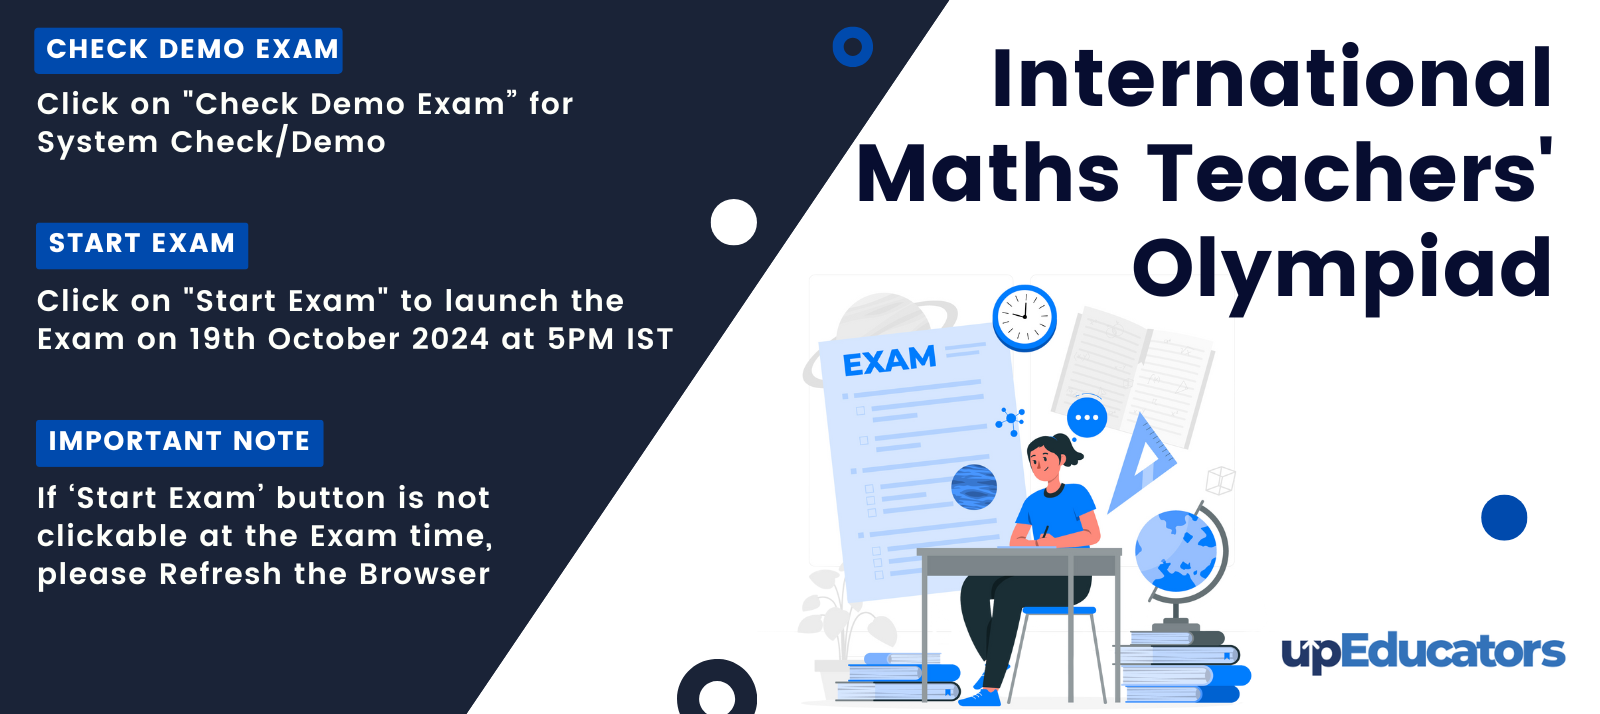 CHECK DEMO EXAM
Click on "Check Demo Exam” for
System Check/Demo
START EXAM
Click on "Start Exam" to launch the
Exam on 19th October 2024 at 5PM IST
IMPORTANT NOTE
If ‘Start Exam’ button is not
clickable at the Exam time,
please Refresh the Browser
International
Maths Teachers'
Olympiad
EXAM
upEducators